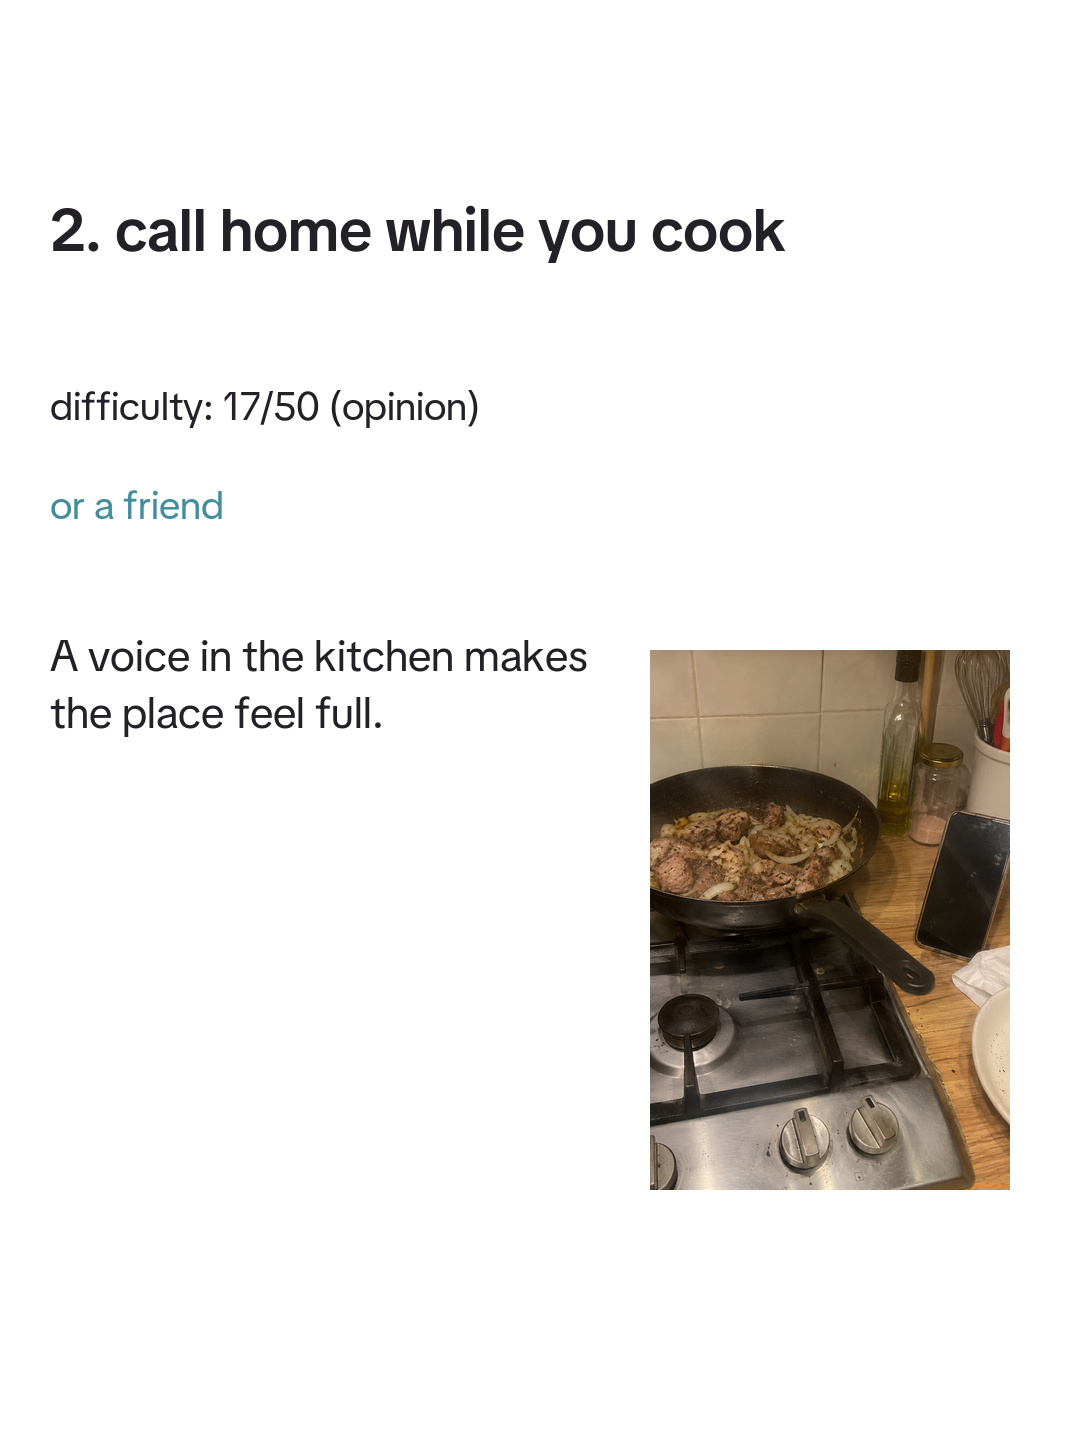 2. call home while you cook
difficulty: 17/50 (opinion)
or a friend
A voice in the kitchen makes
the place feel full.